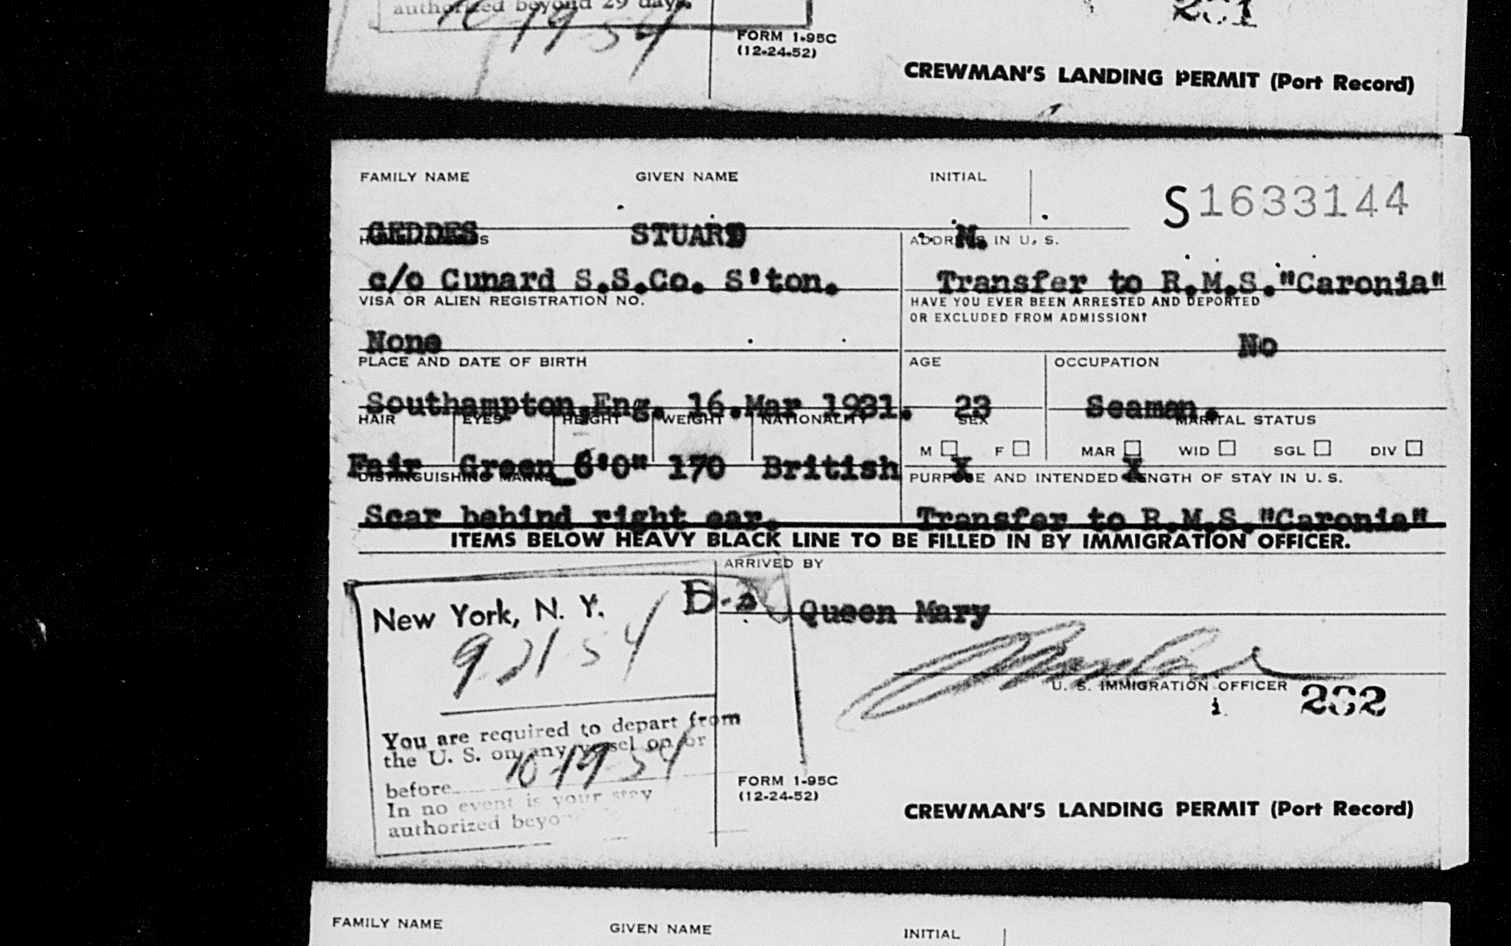 authorized beyond 29 days.
10 19 54
FORM I-95C
(12-24-52)
CREWMAN'S LANDING PERMIT (Port Record)
FAMILY NAME GIVEN NAME INITIAL
S1633144
GEDDES STUARD M.
ADDRESS IN U. S.
c/o Cunard S.S.Co. S'ton. Transfer to R.M.S."Caronia"
VISA OR ALIEN REGISTRATION NO. HAVE YOU EVER BEEN ARRESTED AND DEPORTED
OR EXCLUDED FROM ADMISSION?
None No
PLACE AND DATE OF BIRTH AGE OCCUPATION
Southampton,Eng. 16.Mar 1931. 23 Seaman.
HAIR EYES HEIGHT WEIGHT NATIONALITY SEX MARITAL STATUS
M F MAR WID SGL DIV
Fair Green 6'0" 170 British X X
DISTINGUISHING MARKS PURPOSE AND INTENDED LENGTH OF STAY IN U. S.
Scar behind right ear. Transfer to R.M.S."Caronia"
ITEMS BELOW HEAVY BLACK LINE TO BE FILLED IN BY IMMIGRATION OFFICER.
ARRIVED BY
New York, N. Y. D-2 Queen Mary
9 21 54
U. S. IMMIGRATION OFFICER 232
You are required to depart from
the U. S. on any vessel on or
before 10-19-54
In no event is your stay
authorized beyo
FORM I-95C
(12-24-52)
CREWMAN'S LANDING PERMIT (Port Record)
FAMILY NAME GIVEN NAME INITIAL